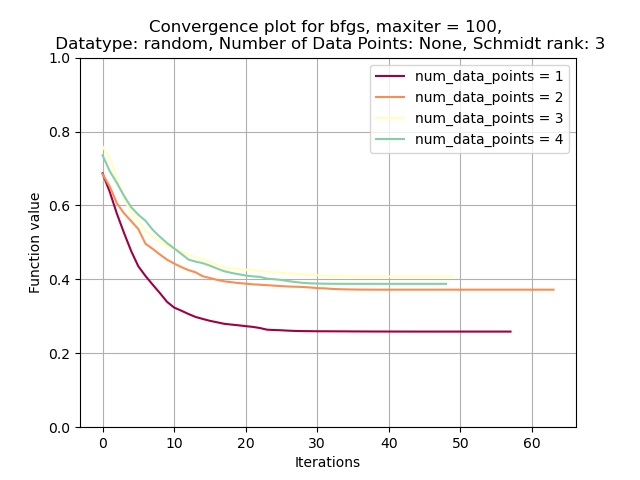 Convergence plot for bfgs, maxiter = 100,
Datatype: random, Number of Data Points: None, Schmidt rank: 3
num_data_points = 1
num_data_points = 2
num_data_points = 3
num_data_points = 4
Function value
1.0
0.8
0.6
0.4
0.2
0.0
0 10 20 30 40 50 60
Iterations